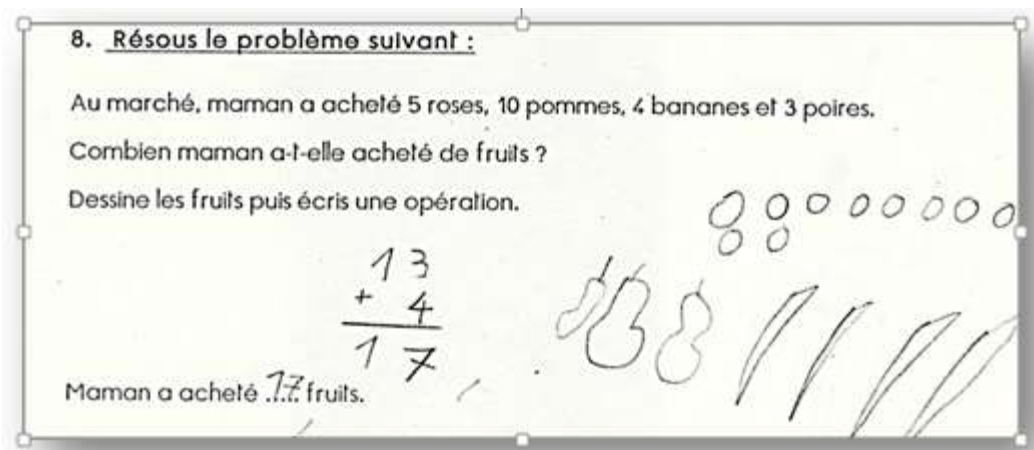 8. Résous le problème suivant :
Au marché, maman a acheté 5 roses, 10 pommes, 4 bananes et 3 poires.
Combien maman a-t-elle acheté de fruits ?
Dessine les fruits puis écris une opération.
13
+ 4
17
Maman a acheté .17. fruits.